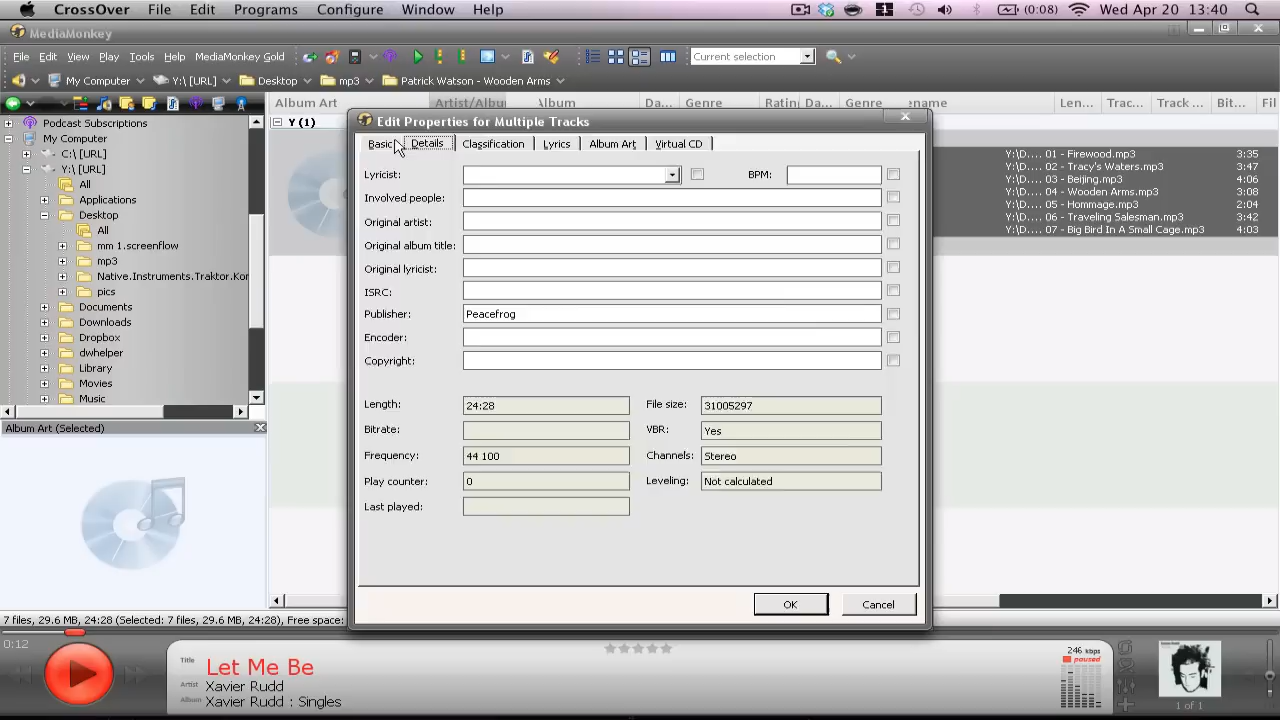 CrossOver File Edit Programs Configure Window Help (0:08) Wed Apr 20 13:40
MediaMonkey
File Edit View Play Tools Help MediaMonkey Gold Current selection
My Computer Y:\ [URL] Desktop mp3 Patrick Watson - Wooden Arms
Album Art Artist/Albu Album Da... Genre Ratin Da... Genre ename Len... Trac... Track ... Bit... Fil
Podcast Subscriptions
My Computer
C:\ [URL]
Y:\ [URL]
All
Applications
Desktop
All
mm 1.screenflow
mp3
Native.Instruments.Traktor.Kor
pics
Documents
Downloads
Dropbox
dwhelper
Library
Movies
Music
Album Art (Selected)
Y (1)
Y:\D.... 01 - Firewood.mp3 3:35
Y:\D.... 02 - Tracy's Waters.mp3 3:47
Y:\D.... 03 - Beijing.mp3 4:06
Y:\D.... 04 - Wooden Arms.mp3 3:08
Y:\D.... 05 - Hommage.mp3 2:04
Y:\D.... 06 - Traveling Salesman.mp3 3:42
Y:\D.... 07 - Big Bird In A Small Cage.mp3 4:03
Edit Properties for Multiple Tracks
Basic Details Classification Lyrics Album Art Virtual CD
Lyricist: BPM:
Involved people:
Original artist:
Original album title:
Original lyricist:
ISRC:
Publisher: Peacefrog
Encoder:
Copyright:
Length: 24:28 File size: 31005297
Bitrate: VBR: Yes
Frequency: 44 100 Channels: Stereo
Play counter: 0 Leveling: Not calculated
Last played:
OK Cancel
7 files, 29.6 MB, 24:28 (Selected: 7 files, 29.6 MB, 24:28), Free space:
0:12
Title Let Me Be
Artist Xavier Rudd
Album Xavier Rudd : Singles
246 kbps
paused
1 of 1